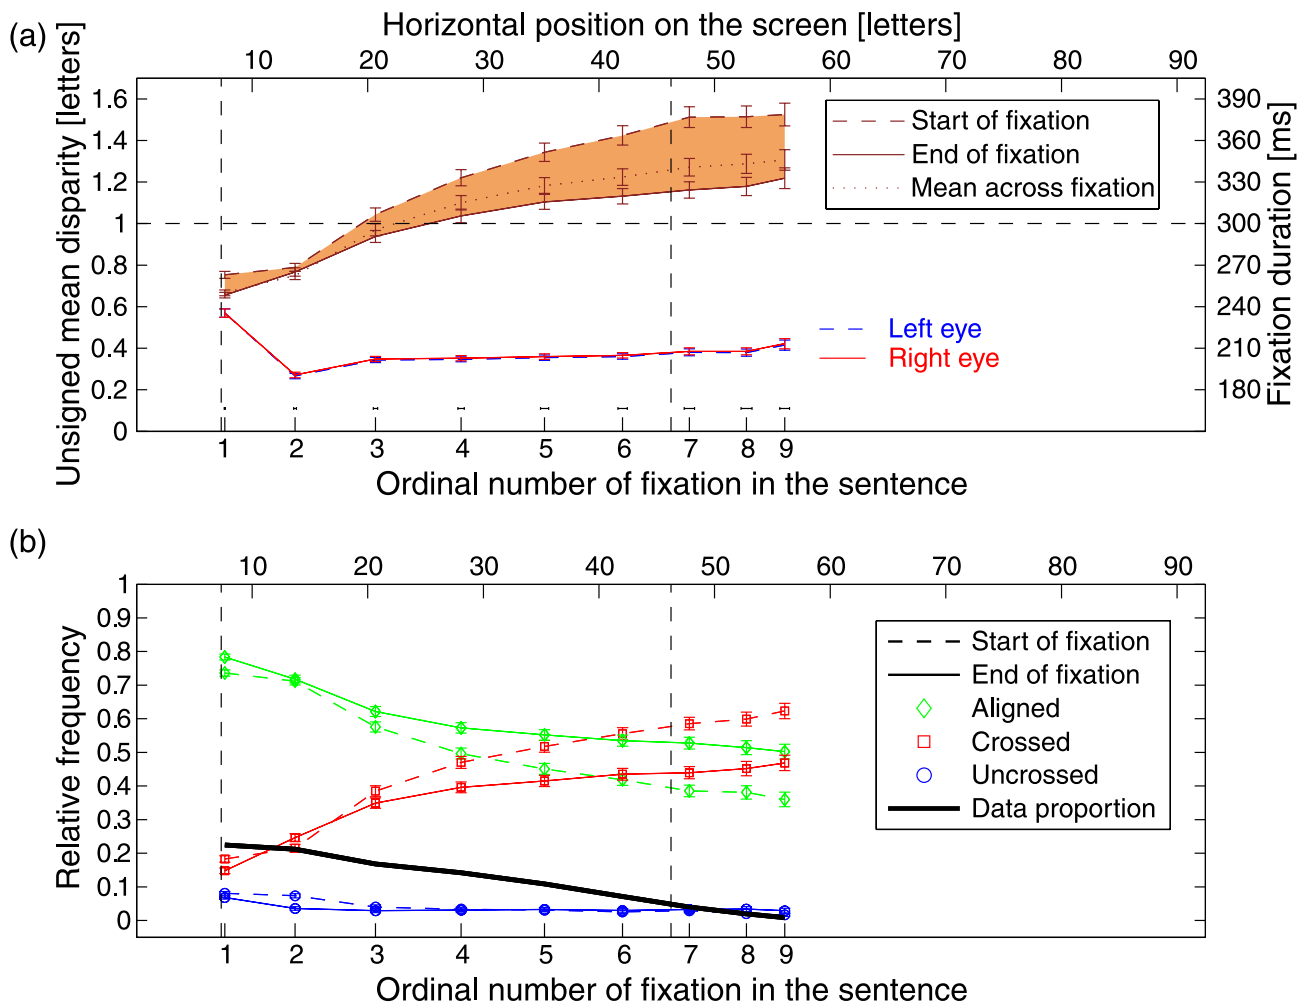 (a)
Horizontal position on the screen [letters]
10 20 30 40 50 60 70 80 90
Unsigned mean disparity [letters]
1.6
1.4
1.2
1
0.8
0.6
0.4
0.2
0
390
360
330
300
270
240
210
180
Fixation duration [ms]
Start of fixation
End of fixation
Mean across fixation
Left eye
Right eye
1 2 3 4 5 6 7 8 9
Ordinal number of fixation in the sentence
(b)
10 20 30 40 50 60 70 80 90
Relative frequency
1
0.9
0.8
0.7
0.6
0.5
0.4
0.3
0.2
0.1
0
Start of fixation
End of fixation
Aligned
Crossed
Uncrossed
Data proportion
1 2 3 4 5 6 7 8 9
Ordinal number of fixation in the sentence